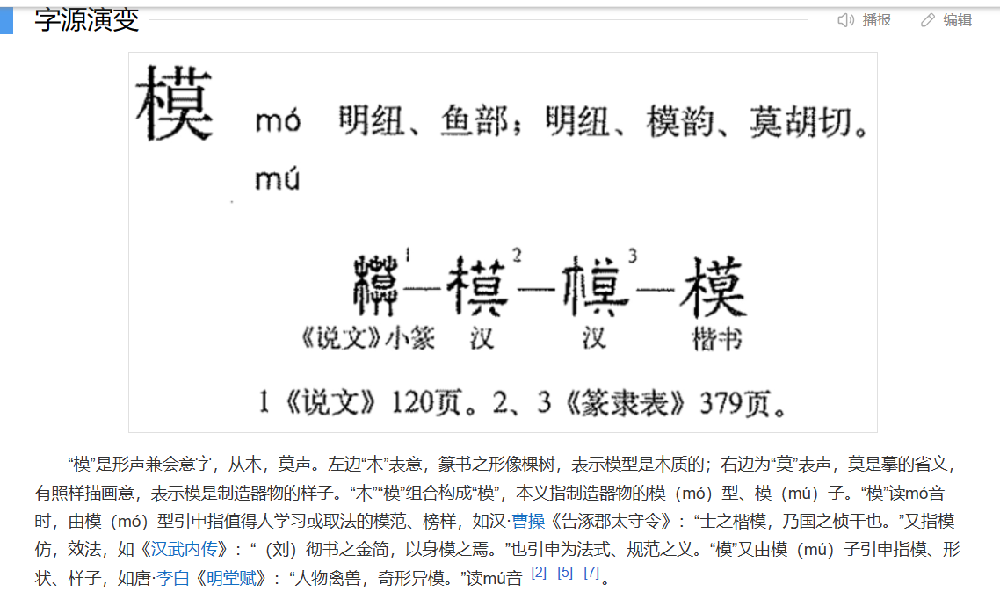 字源演变
播报 编辑
模 mó 明纽、鱼部；明纽、模韵、莫胡切。
mú
模1—模2—模3—模
《说文》小篆 汉 汉 楷书
1《说文》120页。2、3《篆隶表》379页。
“模”是形声兼会意字，从木，莫声。左边“木”表意，篆书之形像棵树，表示模型是木质的；右边为“莫”表声，莫是摹的省文，
有照样描画意，表示模是制造器物的样子。“木”“模”组合构成“模”，本义指制造器物的模（mó）型、模（mú）子。“模”读mó音
时，由模（mó）型引申指值得人学习或取法的模范、榜样，如汉·曹操《告涿郡太守令》：“士之楷模，乃国之桢干也。”又指模
仿，效法，如《汉武内传》：“（刘）彻书之金简，以身模之焉。”也引申为法式、规范之义。“模”又由模（mú）子引申指模、形
状、样子，如唐·李白《明堂赋》：“人物禽兽，奇形异模。”读mú音 [2] [5] [7] 。